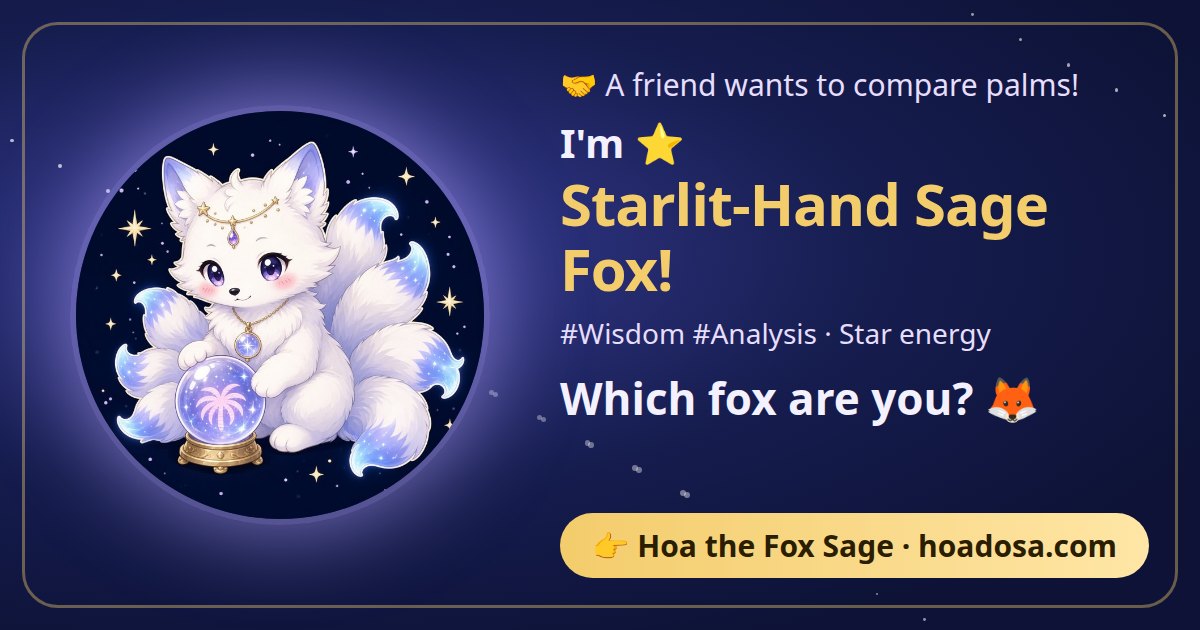 🤝 A friend wants to compare palms!
I'm ⭐
Starlit-Hand Sage
Fox!
#Wisdom #Analysis · Star energy
Which fox are you? 🦊
👉 Hoa the Fox Sage · hoadosa.com